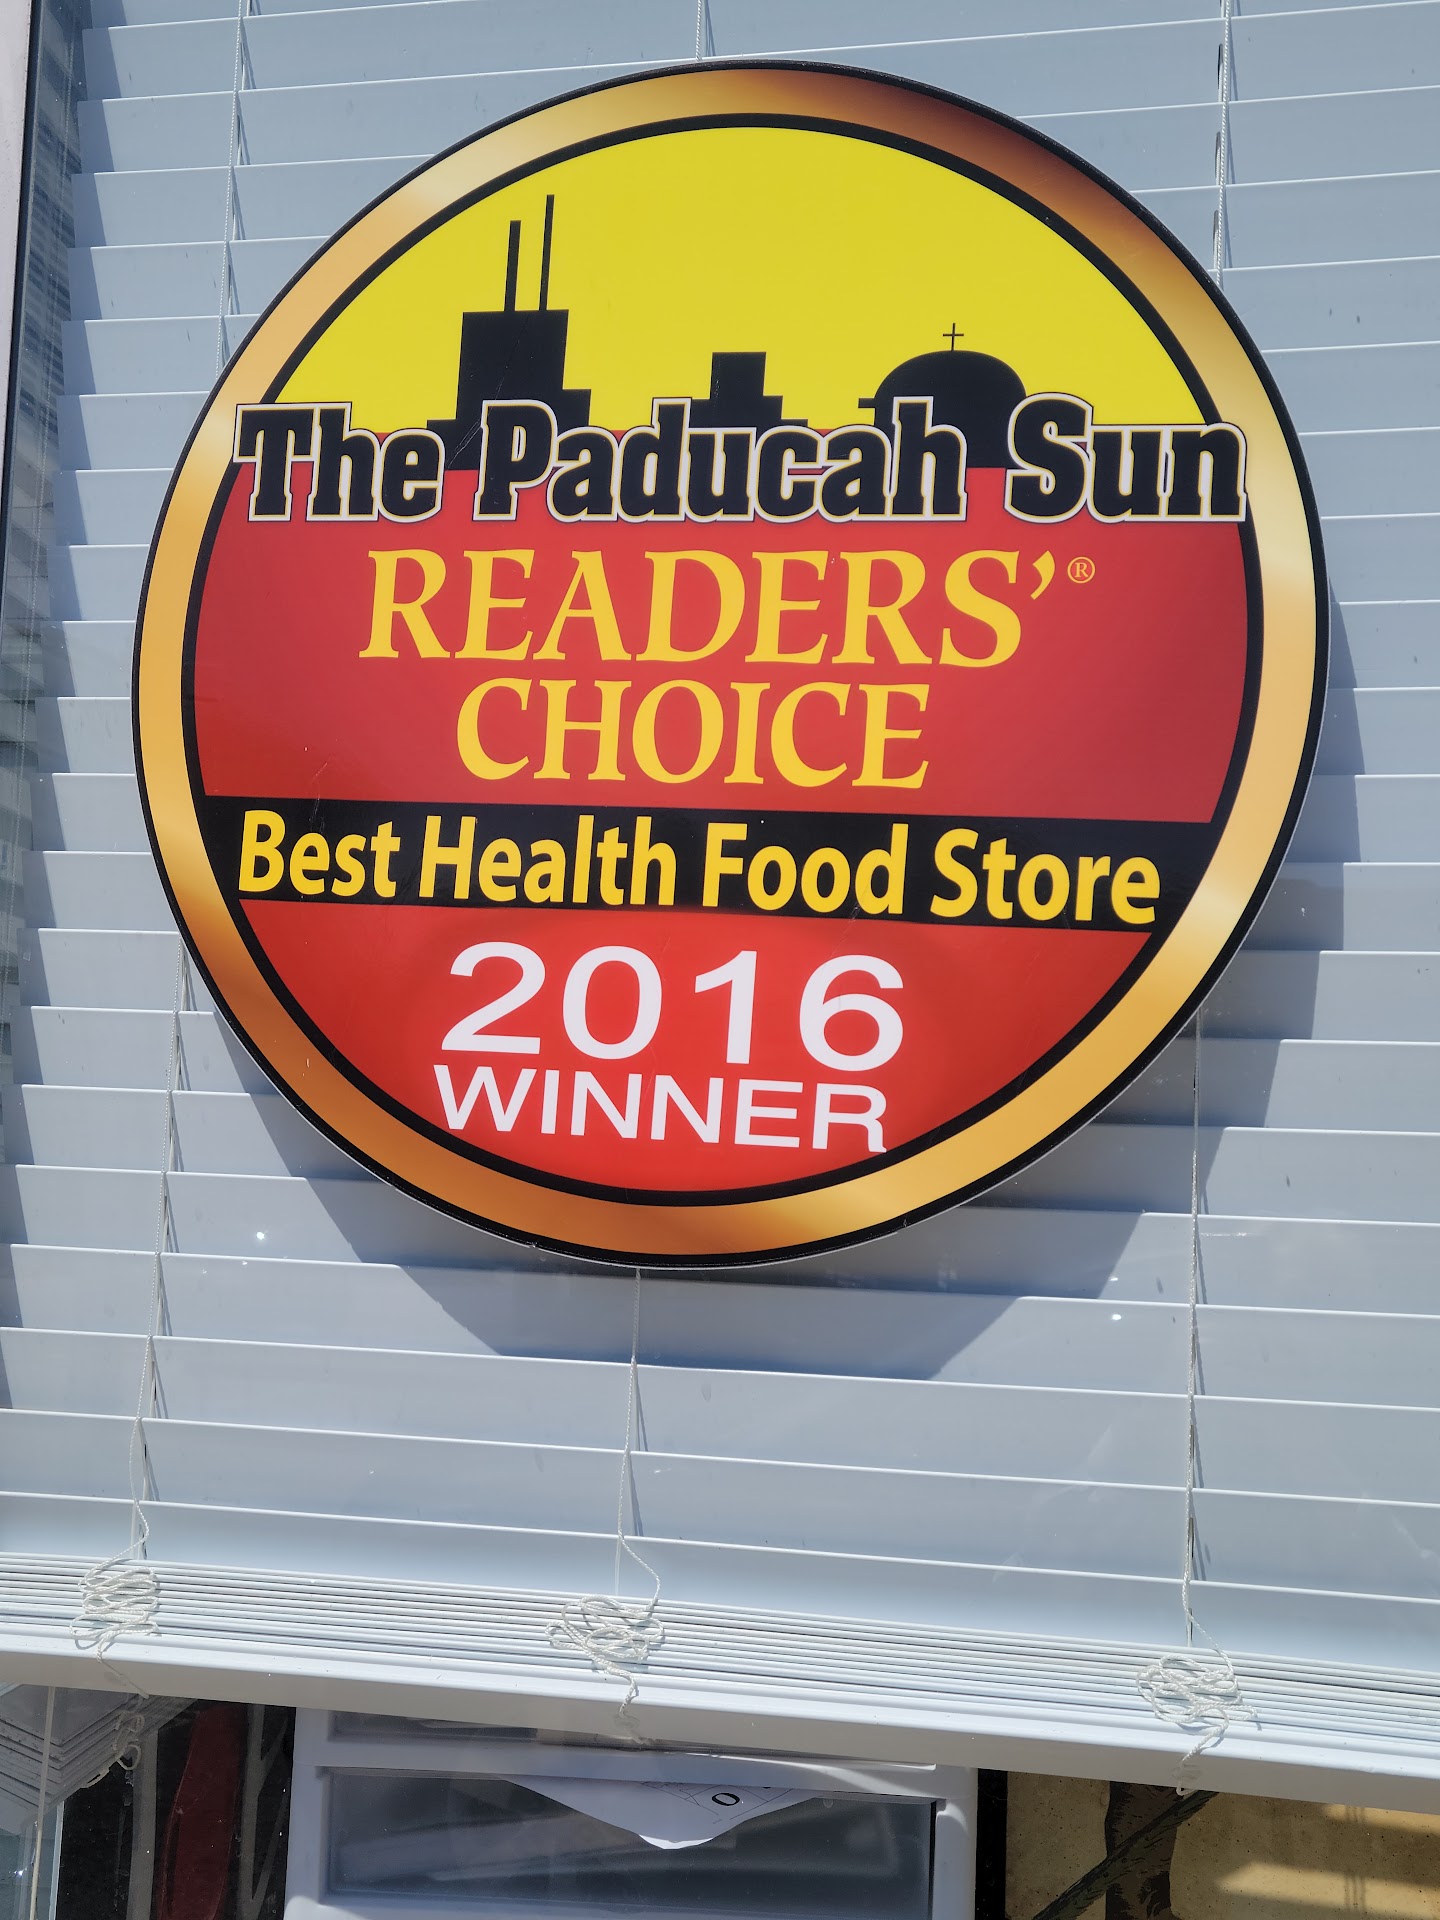 The Paducah Sun
READERS'®
CHOICE
Best Health Food Store
2016
WINNER